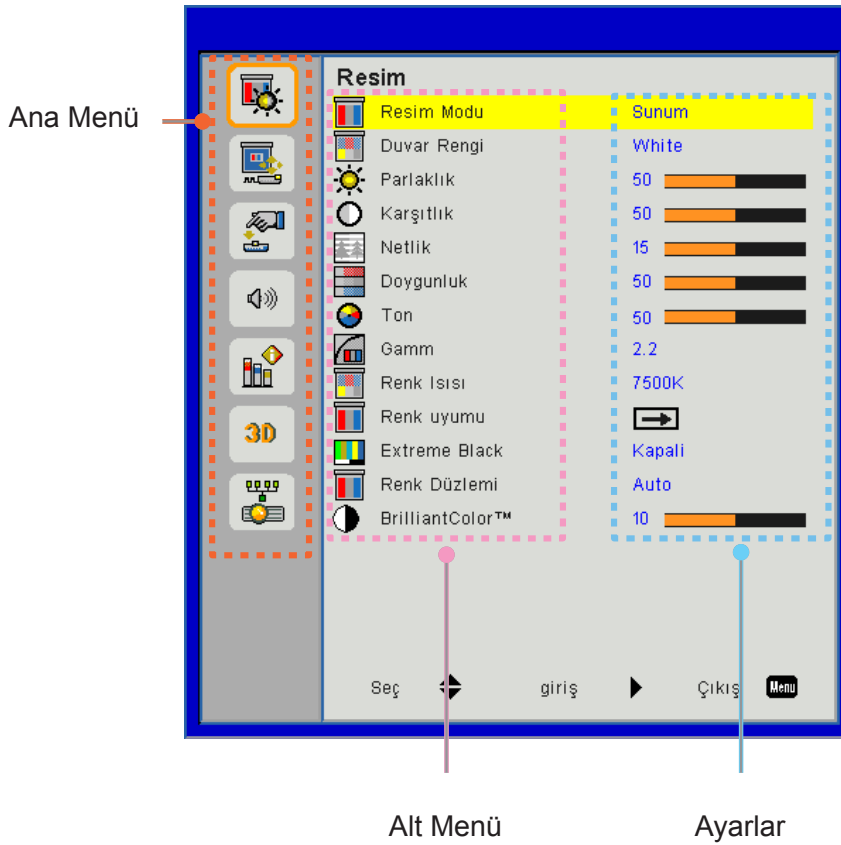 Ana Menü
Resim
Resim Modu Sunum
Duvar Rengi White
Parlaklık 50
Karşıtlık 50
Netlik 15
Doygunluk 50
Ton 50
Gamm 2.2
Renk Isısı 7500K
Renk uyumu
Extreme Black Kapali
Renk Düzlemi Auto
BrilliantColor™ 10
3D
Seç giriş Çıkış Menu
Alt Menü Ayarlar